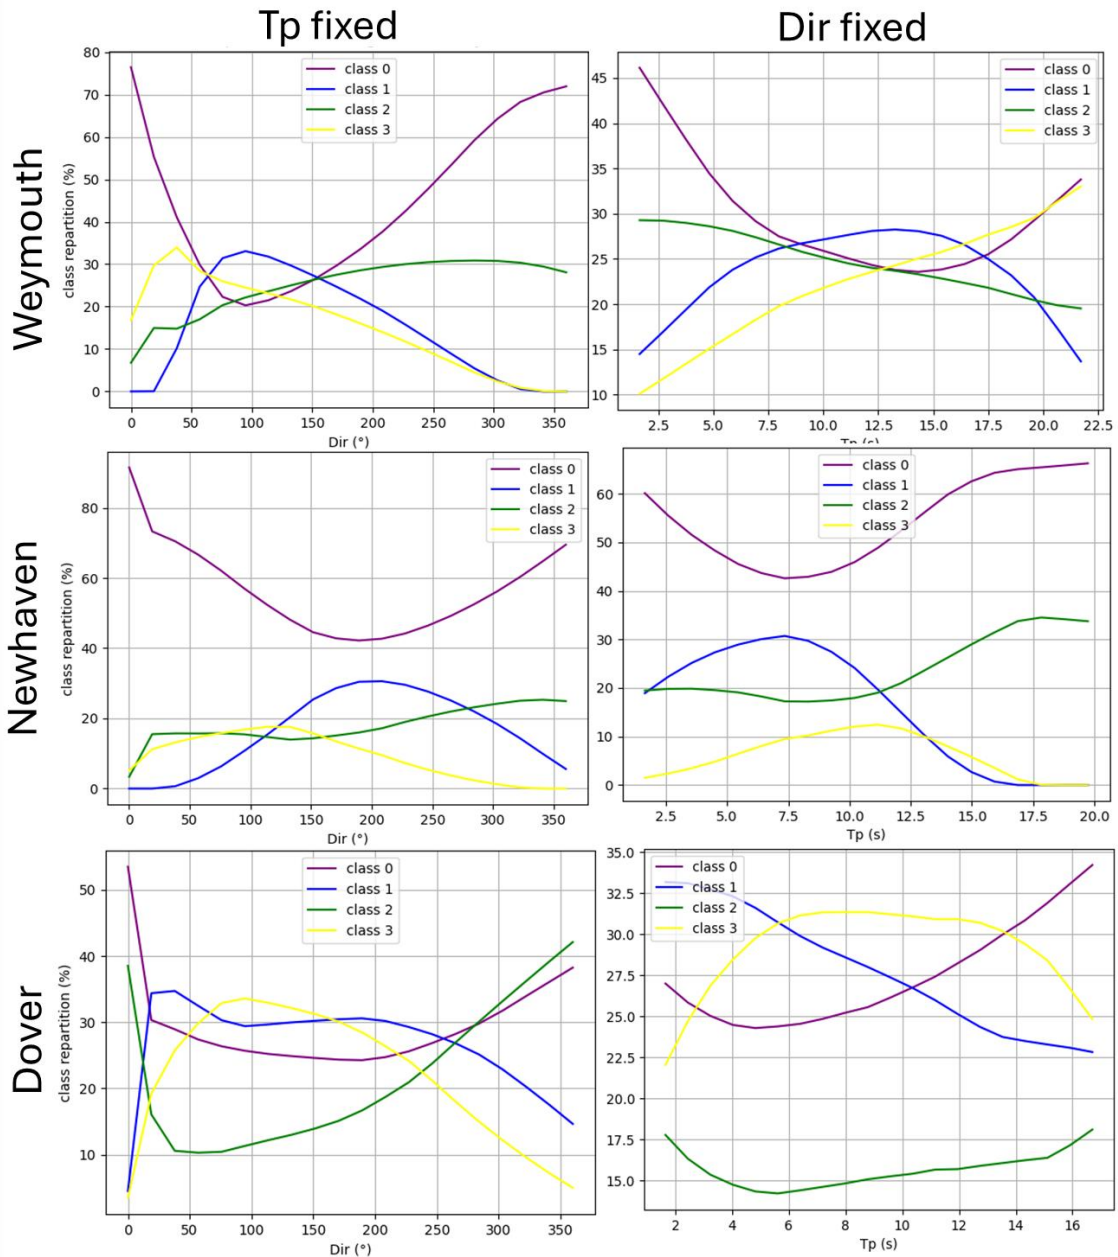 Tp fixed
Dir fixed
Weymouth
class repartition (%)
80
70
60
50
40
30
20
10
0
class 0
class 1
class 2
class 3
0 50 100 150 200 250 300 350
Dir (°)
45
40
35
30
25
20
15
10
class 0
class 1
class 2
class 3
2.5 5.0 7.5 10.0 12.5 15.0 17.5 20.0 22.5
Tp (s)
Newhaven
class repartition (%)
80
60
40
20
0
class 0
class 1
class 2
class 3
0 50 100 150 200 250 300 350
Dir (°)
60
50
40
30
20
10
0
class 0
class 1
class 2
class 3
2.5 5.0 7.5 10.0 12.5 15.0 17.5 20.0
Tp (s)
Dover
class repartition (%)
50
40
30
20
10
class 0
class 1
class 2
class 3
0 50 100 150 200 250 300 350
Dir (°)
35.0
32.5
30.0
27.5
25.0
22.5
20.0
17.5
15.0
class 0
class 1
class 2
class 3
2 4 6 8 10 12 14 16
Tp (s)